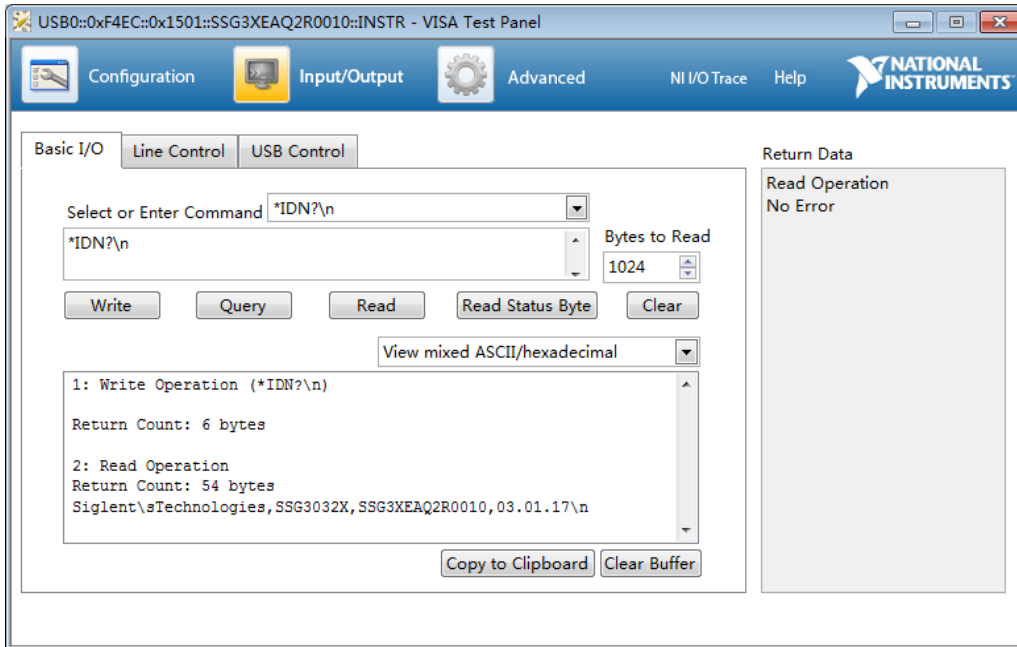 USB0::0xF4EC::0x1501::SSG3XEAQ2R0010::INSTR - VISA Test Panel
Configuration
Input/Output
Advanced
NI I/O Trace
Help
NATIONAL
INSTRUMENTS
Basic I/O
Line Control
USB Control
Select or Enter Command
*IDN?\n
*IDN?\n
Bytes to Read
1024
Write
Query
Read
Read Status Byte
Clear
View mixed ASCII/hexadecimal
1: Write Operation (*IDN?\n)
Return Count: 6 bytes
2: Read Operation
Return Count: 54 bytes
Siglent\sTechnologies,SSG3032X,SSG3XEAQ2R0010,03.01.17\n
Copy to Clipboard
Clear Buffer
Return Data
Read Operation
No Error